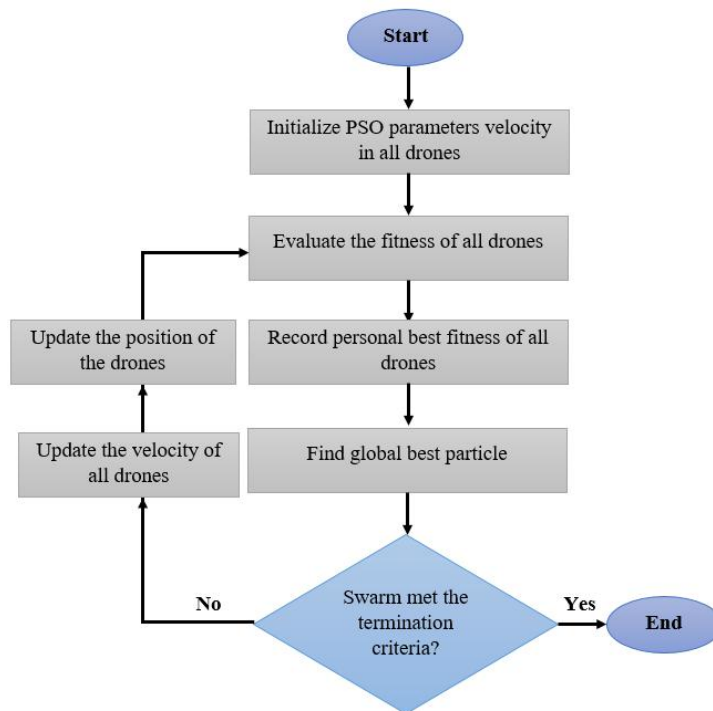 Start
Initialize PSO parameters velocity
in all drones
Evaluate the fitness of all drones
Update the position of
the drones
Record personal best fitness of all
drones
Update the velocity of
all drones
Find global best particle
No
Swarm met the
termination
criteria?
Yes
End